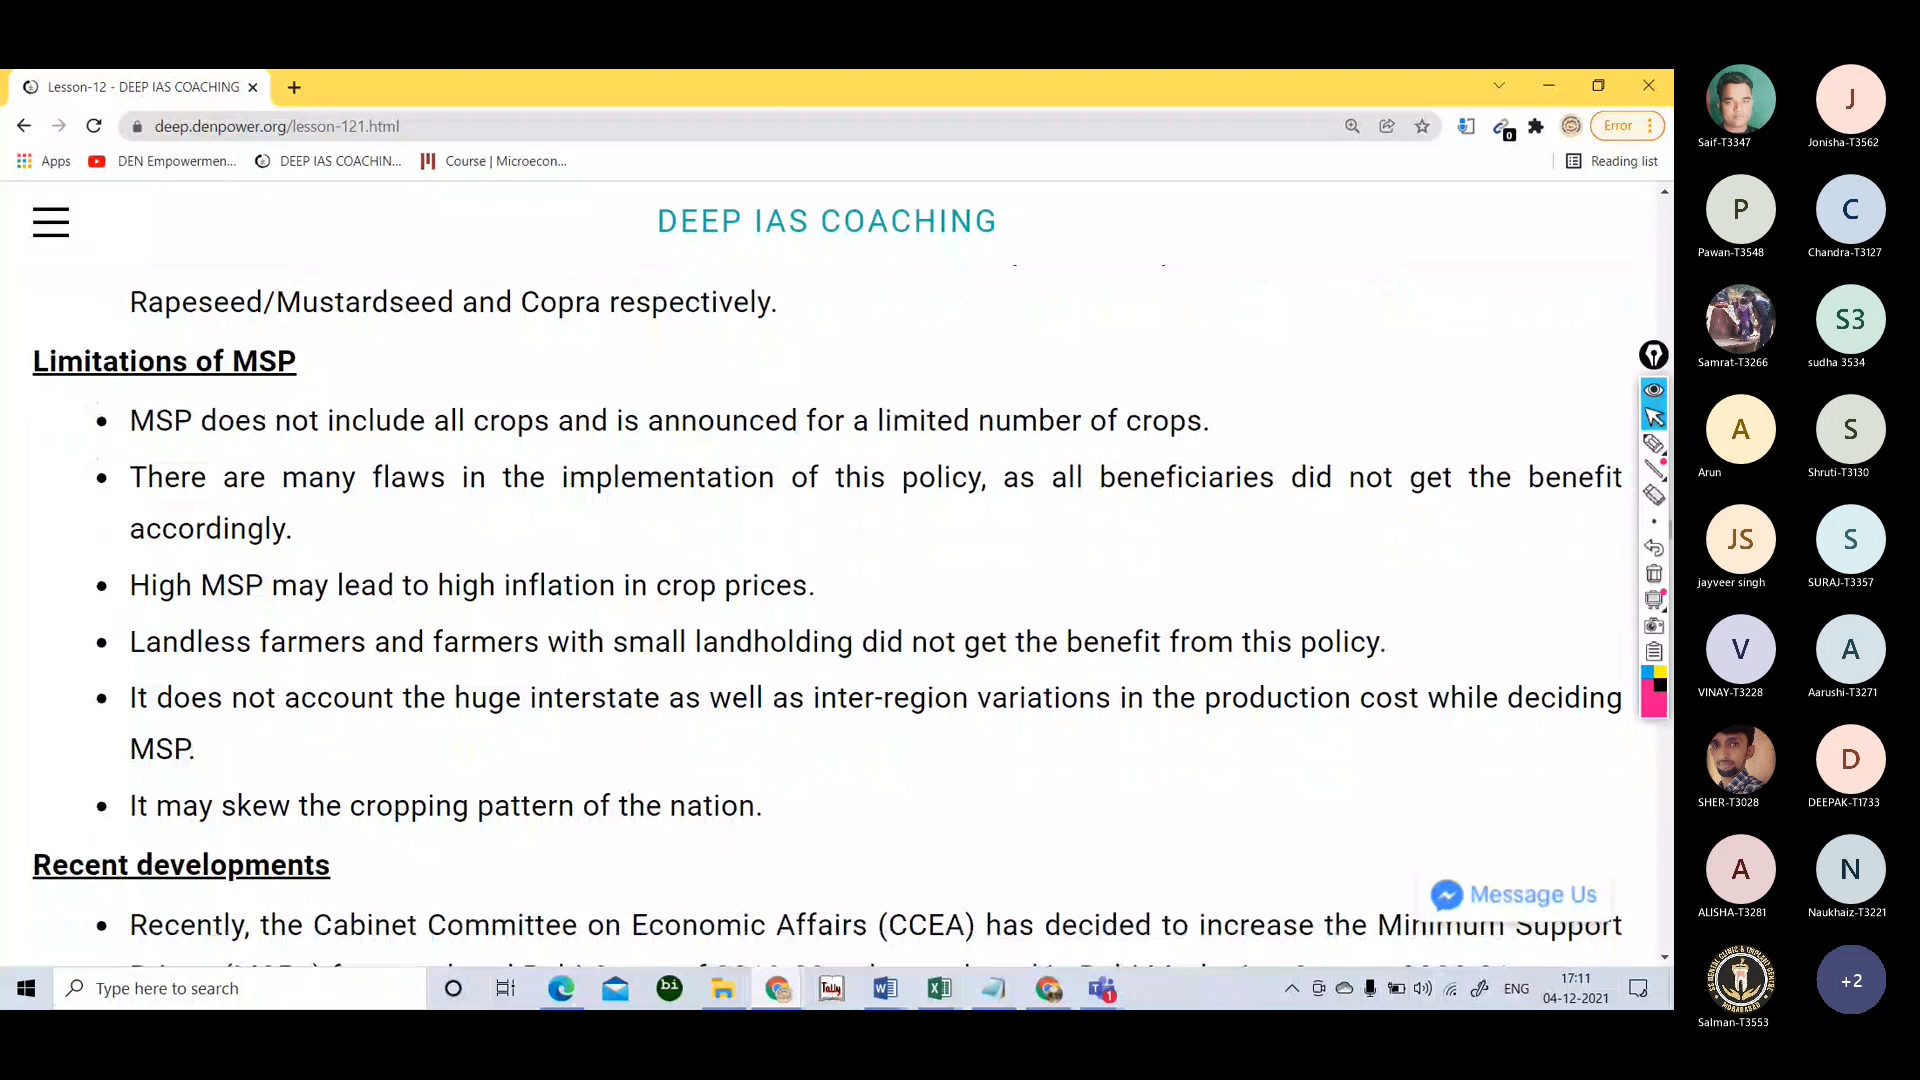 Lesson-12 - DEEP IAS COACHING
deep.denpower.org/lesson-121.html
0
Error
Apps
DEN Empowermen...
DEEP IAS COACHIN...
Course | Microecon...
Reading list
DEEP IAS COACHING
Rapeseed/Mustardseed and Copra respectively.
Limitations of MSP
• MSP does not include all crops and is announced for a limited number of crops.
• There are many flaws in the implementation of this policy, as all beneficiaries did not get the benefit
accordingly.
• High MSP may lead to high inflation in crop prices.
• Landless farmers and farmers with small landholding did not get the benefit from this policy.
• It does not account the huge interstate as well as inter-region variations in the production cost while deciding
MSP.
• It may skew the cropping pattern of the nation.
Recent developments
• Recently, the Cabinet Committee on Economic Affairs (CCEA) has decided to increase the Minimum Support
Message Us
Type here to search
bi
Tally
1
ENG
17:11
04-12-2021
J
Saif-T3347
Jonisha-T3562
P
C
Pawan-T3548
Chandra-T3127
S3
Samrat-T3266
sudha 3534
A
S
Arun
Shruti-T3130
JS
S
jayveer singh
SURAJ-T3357
V
A
VINAY-T3228
Aarushi-T3271
D
SHER-T3028
DEEPAK-T1733
A
N
ALISHA-T3281
Naukhaiz-T3221
+2
Salman-T3553